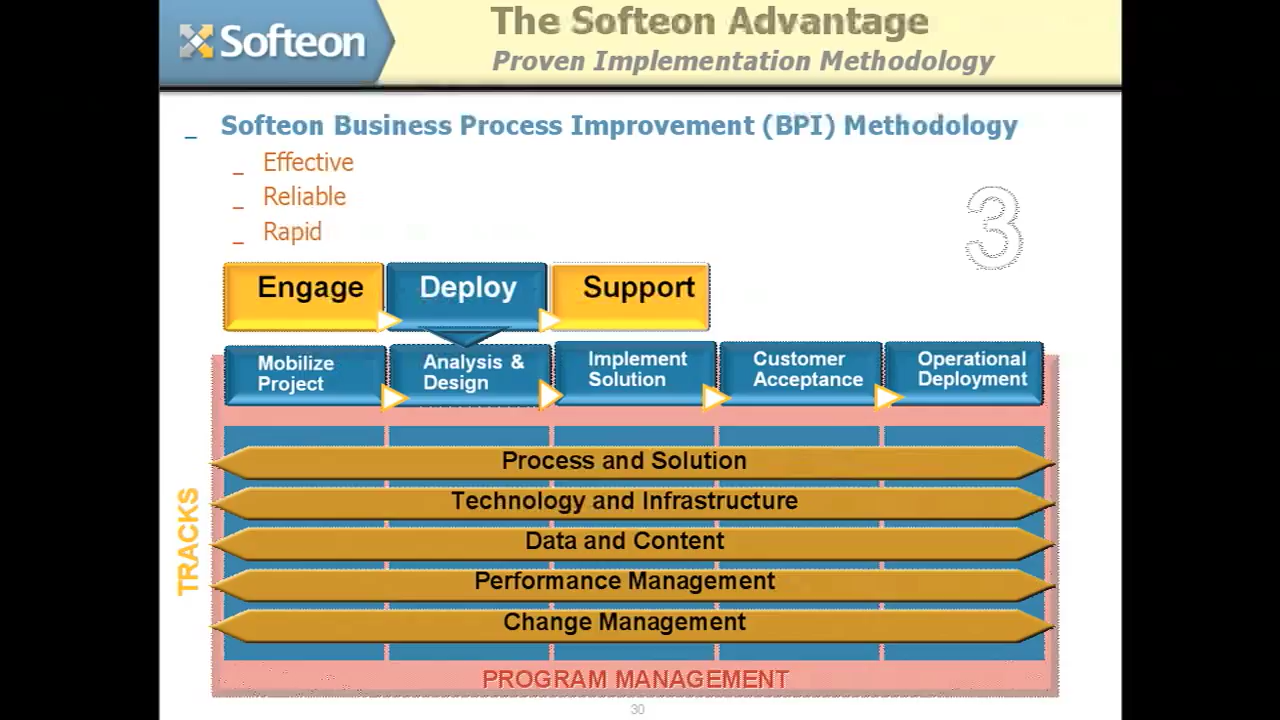 Softeon
The Softeon Advantage
Proven Implementation Methodology
_ Softeon Business Process Improvement (BPI) Methodology
_ Effective
_ Reliable
_ Rapid
3
Engage
Deploy
Support
Mobilize
Project
Analysis &
Design
Implement
Solution
Customer
Acceptance
Operational
Deployment
TRACKS
Process and Solution
Technology and Infrastructure
Data and Content
Performance Management
Change Management
PROGRAM MANAGEMENT
30